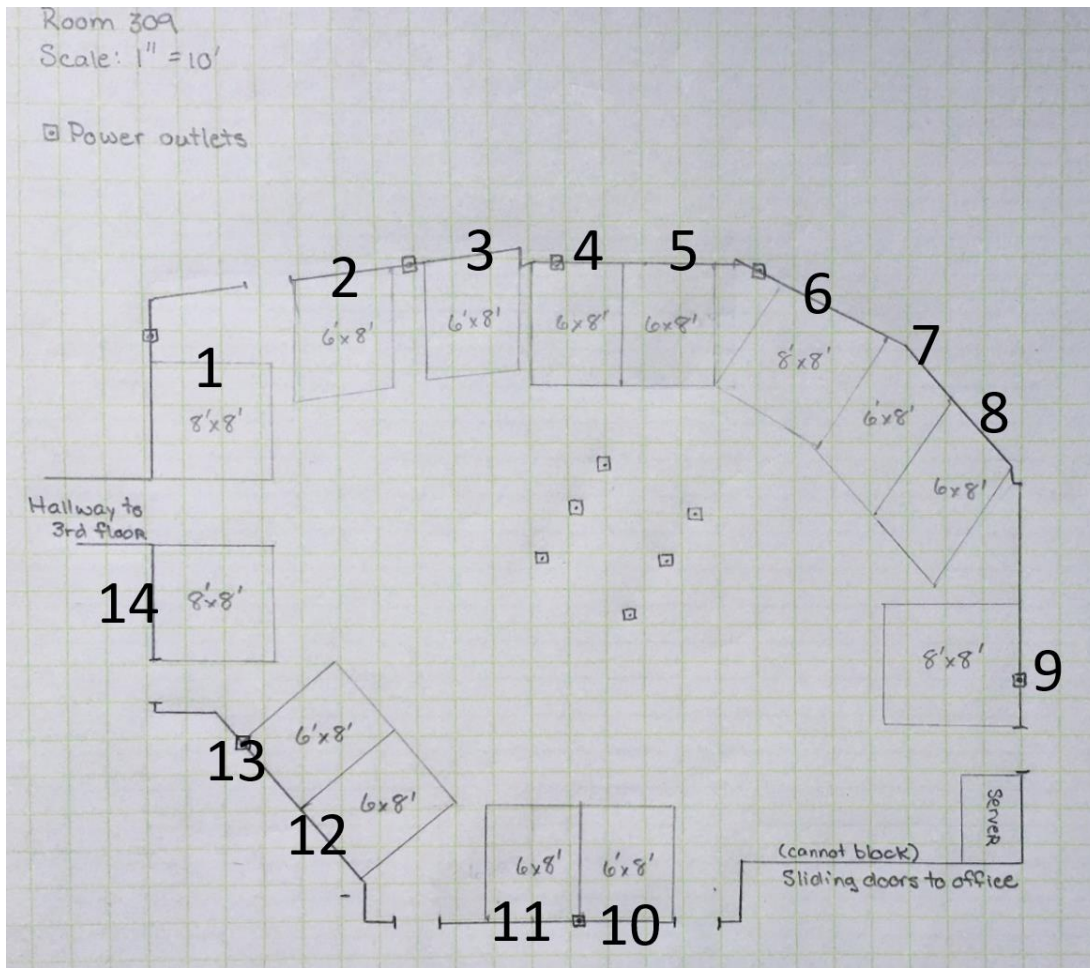 Room 309
Scale: 1" = 10'
Power outlets
2
3
4
5
6
6'x8'
6'x8'
6x8'
6x8'
8'x8'
7
1
8'x8'
6'x8'
8
6x8'
Hallway to
3rd floor
14
8'x8'
8'x8'
9
13
6'x8'
12
6x8'
6x8'
6'x8'
11
10
SERVER
(cannot block)
Sliding doors to office